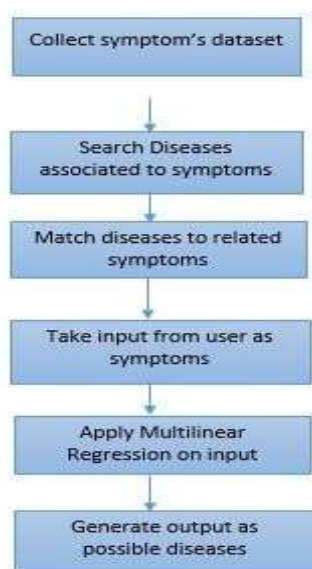 Collect symptom's dataset
Search Diseases
associated to symptoms
Match diseases to related
symptoms
Take input from user as
symptoms
Apply Multilinear
Regression on input
Generate output as
possible diseases